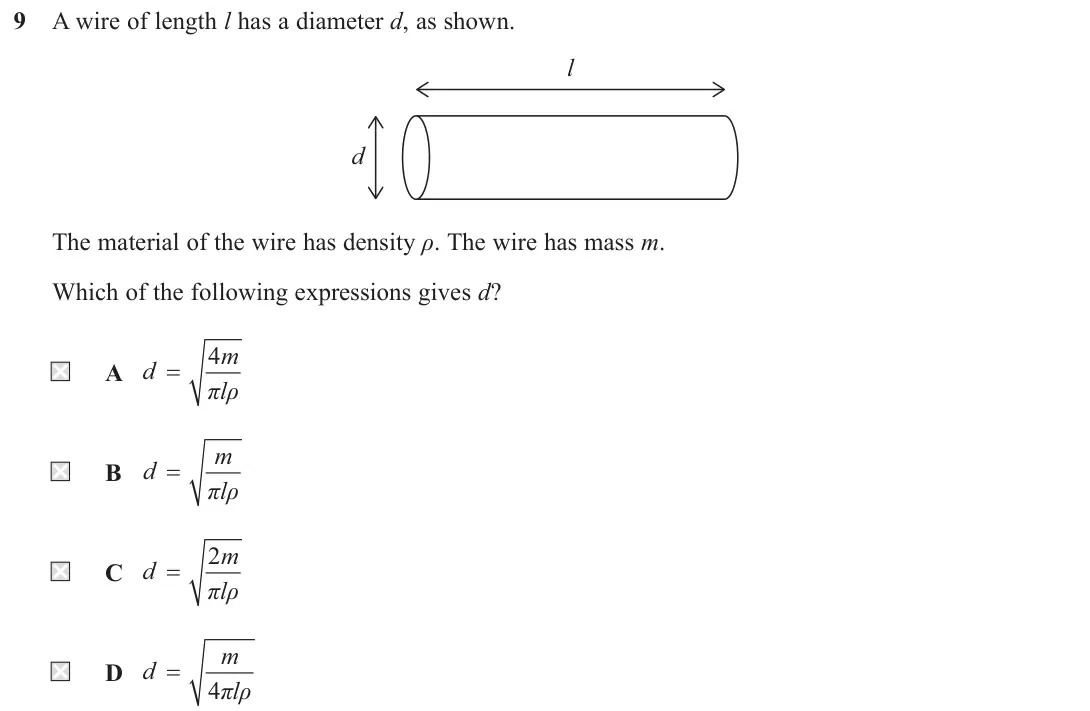 9 A wire of length l has a diameter d, as shown.
l
d
The material of the wire has density ρ. The wire has mass m.
Which of the following expressions gives d?
A d = √(4m/πlρ)
B d = √(m/πlρ)
C d = √(2m/πlρ)
D d = √(m/4πlρ)